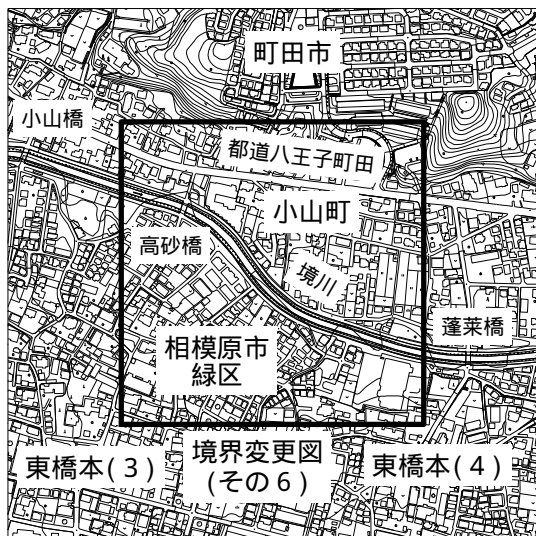 町田市
小山橋
都道八王子町田
小山町
高砂橋
境川
蓬莱橋
相模原市
緑区
東橋本(3)
境界変更図
(その6)
東橋本(4)